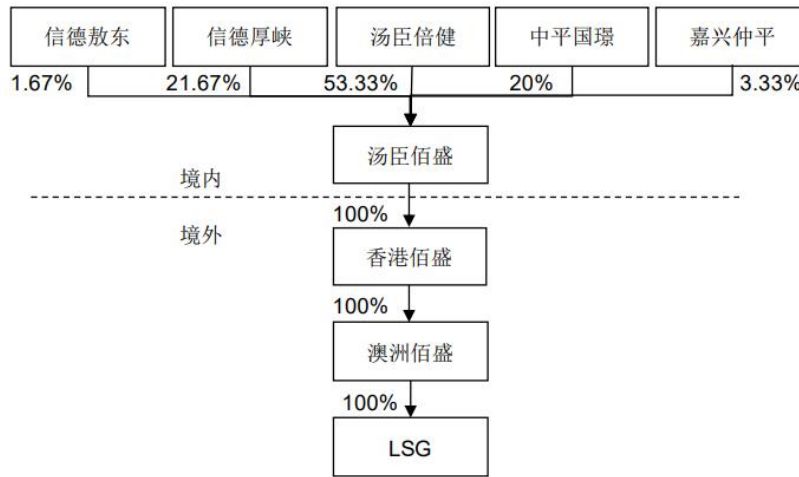 信德敖东 信德厚峡 汤臣倍健 中平国璟 嘉兴仲平
1.67% 21.67% 53.33% 20% 3.33%
汤臣佰盛
境内
100%
境外
香港佰盛
100%
澳洲佰盛
100%
LSG